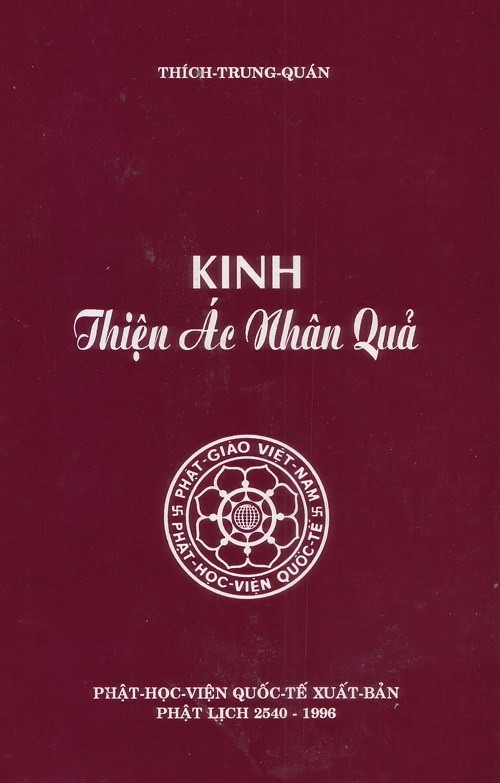 THÍCH-TRUNG-QUÁN
KINH
Thiện Ác Nhân Quả
PHẬT-GIÁO VIỆT-NAM
PHẬT-HỌC-VIỆN QUỐC-TẾ
PHẬT-HỌC-VIỆN QUỐC-TẾ XUẤT-BẢN
PHẬT LỊCH 2540 - 1996